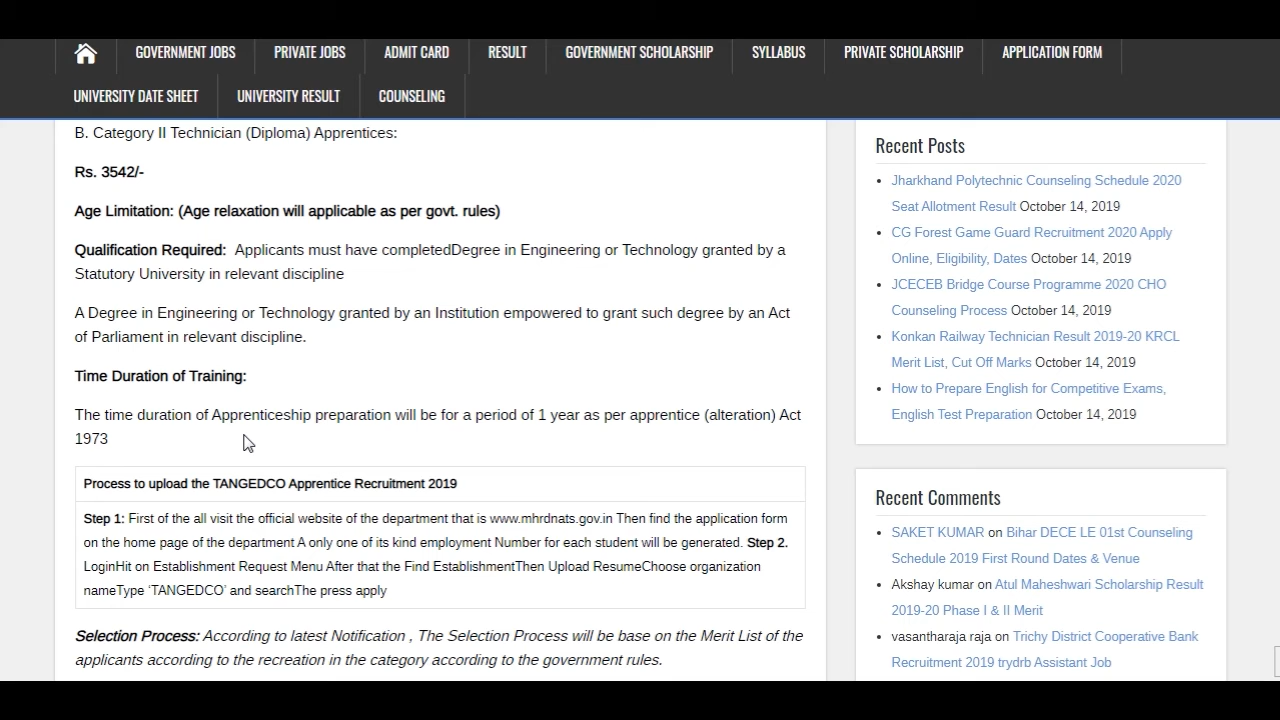 GOVERNMENT JOBS PRIVATE JOBS ADMIT CARD RESULT GOVERNMENT SCHOLARSHIP SYLLABUS PRIVATE SCHOLARSHIP APPLICATION FORM
UNIVERSITY DATE SHEET UNIVERSITY RESULT COUNSELING
B. Category II Technician (Diploma) Apprentices:
Rs. 3542/-
Age Limitation: (Age relaxation will applicable as per govt. rules)
Qualification Required: Applicants must have completedDegree in Engineering or Technology granted by a
Statutory University in relevant discipline
A Degree in Engineering or Technology granted by an Institution empowered to grant such degree by an Act
of Parliament in relevant discipline.
Time Duration of Training:
The time duration of Apprenticeship preparation will be for a period of 1 year as per apprentice (alteration) Act
1973
Process to upload the TANGEDCO Apprentice Recruitment 2019
Step 1: First of the all visit the official website of the department that is www.mhrdnats.gov.in Then find the application form
on the home page of the department A only one of its kind employment Number for each student will be generated. Step 2.
LoginHit on Establishment Request Menu After that the Find EstablishmentThen Upload ResumeChoose organization
nameType ‘TANGEDCO’ and searchThe press apply
Selection Process: According to latest Notification , The Selection Process will be base on the Merit List of the
applicants according to the recreation in the category according to the government rules.
Recent Posts
Jharkhand Polytechnic Counseling Schedule 2020
Seat Allotment Result October 14, 2019
CG Forest Game Guard Recruitment 2020 Apply
Online, Eligibility, Dates October 14, 2019
JCECEB Bridge Course Programme 2020 CHO
Counseling Process October 14, 2019
Konkan Railway Technician Result 2019-20 KRCL
Merit List, Cut Off Marks October 14, 2019
How to Prepare English for Competitive Exams,
English Test Preparation October 14, 2019
Recent Comments
SAKET KUMAR on Bihar DECE LE 01st Counseling
Schedule 2019 First Round Dates & Venue
Akshay kumar on Atul Maheshwari Scholarship Result
2019-20 Phase I & II Merit
vasantharaja raja on Trichy District Cooperative Bank
Recruitment 2019 trydrb Assistant Job